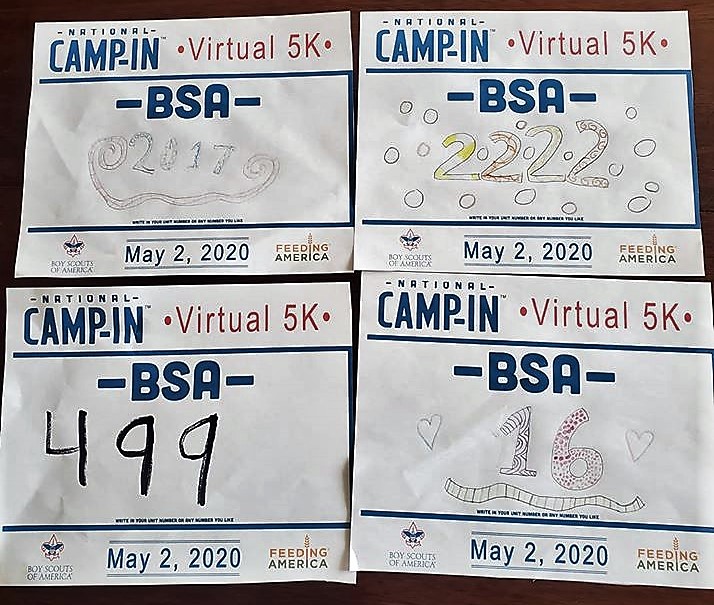 -NATIONAL-
CAMP-IN™ •Virtual 5K•
-BSA-
2017
WRITE IN YOUR UNIT NUMBER OR ANY NUMBER YOU LIKE
BOY SCOUTS
OF AMERICA®
May 2, 2020
FEEDING
AMERICA
-NATIONAL-
CAMP-IN™ •Virtual 5K•
-BSA-
2222
WRITE IN YOUR UNIT NUMBER OR ANY NUMBER YOU LIKE
BOY SCOUTS
OF AMERICA®
May 2, 2020
FEEDING®
AMERICA
-NATIONAL-
CAMP-IN™ •Virtual 5K•
-BSA-
499
WRITE IN YOUR UNIT NUMBER OR ANY NUMBER YOU LIKE
BOY SCOUTS
OF AMERICA®
May 2, 2020
FEEDING®
AMERICA
-NATIONAL-
CAMP-IN™ •Virtual 5K•
-BSA-
16
WRITE IN YOUR UNIT NUMBER OR ANY NUMBER YOU LIKE
BOY SCOUTS
OF AMERICA®
May 2, 2020
FEEDING®
AMERICA